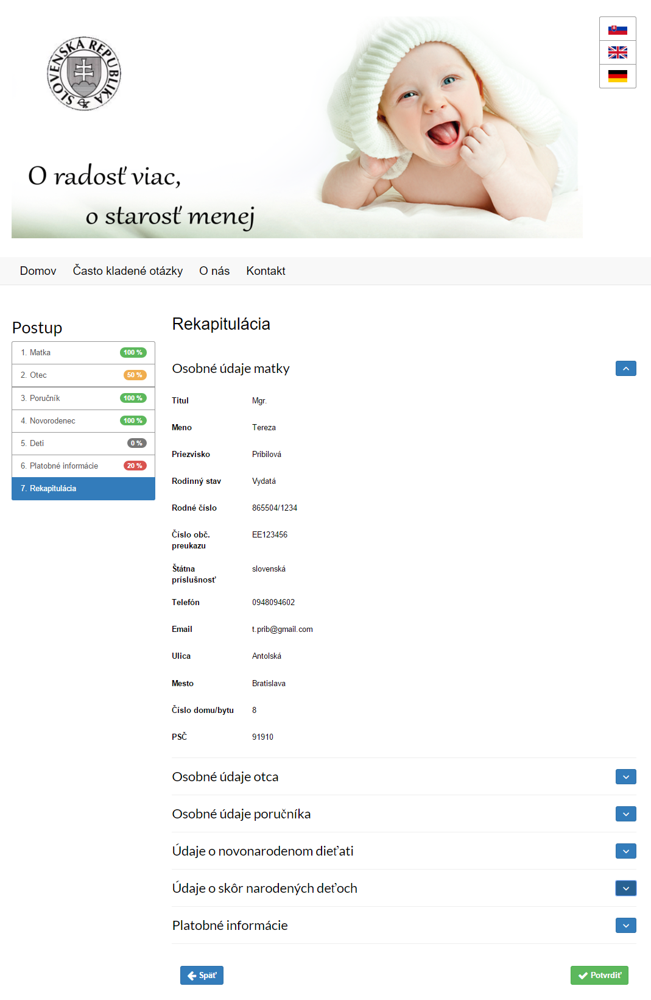 SLOVENSKÁ REPUBLIKA
O radosť viac,
o starosť menej
Domov Často kladené otázky O nás Kontakt
Postup
1. Matka 100 %
2. Otec 50 %
3. Poručník 100 %
4. Novorodenec 100 %
5. Deti 0 %
6. Platobné informácie 20 %
7. Rekapitulácia
Rekapitulácia
Osobné údaje matky
Titul Mgr.
Meno Tereza
Priezvisko Pribilová
Rodinný stav Vydatá
Rodné číslo 865504/1234
Číslo obč. EE123456
preukazu
Štátna slovenská
príslušnosť
Telefón 0948094602
Email t.prib@gmail.com
Ulica Antolská
Mesto Bratislava
Číslo domu/bytu 8
PSČ 91910
Osobné údaje otca
Osobné údaje poručníka
Údaje o novonarodenom dieťati
Údaje o skôr narodených deťoch
Platobné informácie
Späť
Potvrdiť